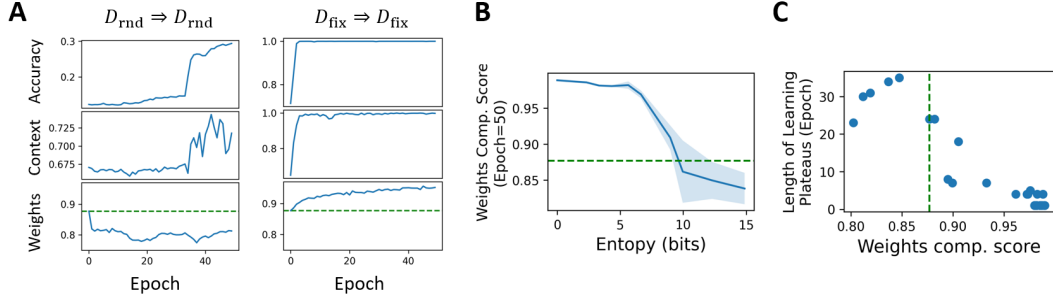 A
D_rnd ⇒ D_rnd
D_fix ⇒ D_fix
Accuracy
0.3
0.2
1.0
0.8
Context
0.725
0.700
0.675
1.0
0.8
Weights
0.9
0.8
0.9
0.8
0 20 40
0 20 40
Epoch
Epoch
B
Weights Comp. Score
(Epoch=50)
0.95
0.90
0.85
0 5 10 15
Entropy (bits)
C
Length of Learning
Plateaus (Epoch)
30
20
10
0
0.80 0.85 0.90 0.95
Weights comp. score